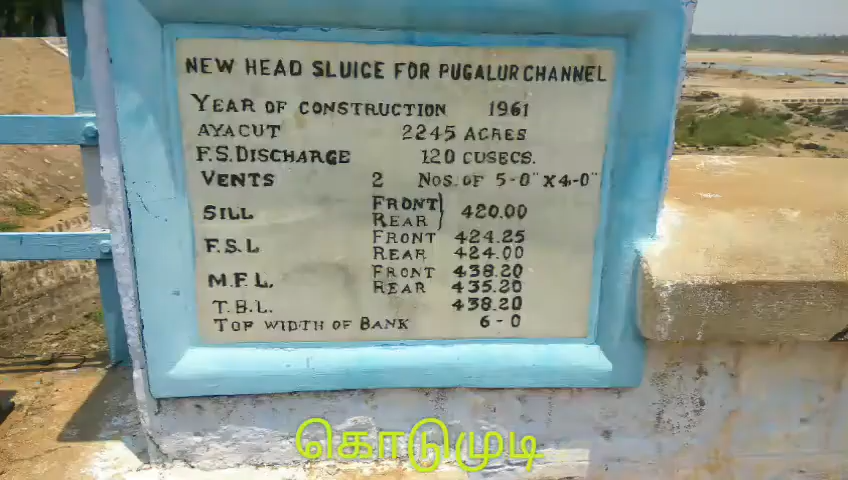 NEW HEAD SLUICE FOR PUGALUR CHANNEL
YEAR OF CONSTRUCTION 1961
AYACUT 2245 ACRES
F.S.DISCHARGE 120 CUSECS.
VENTS 2 NOS. OF 5-0" X 4-0"
SILL FRONT REAR } 420.00
F.S.L FRONT 424.25
REAR 424.00
M.F.L. FRONT 438.20
REAR 435.20
T.B.L. 438.20
TOP WIDTH OF BANK 6-0
கொடுமுடி